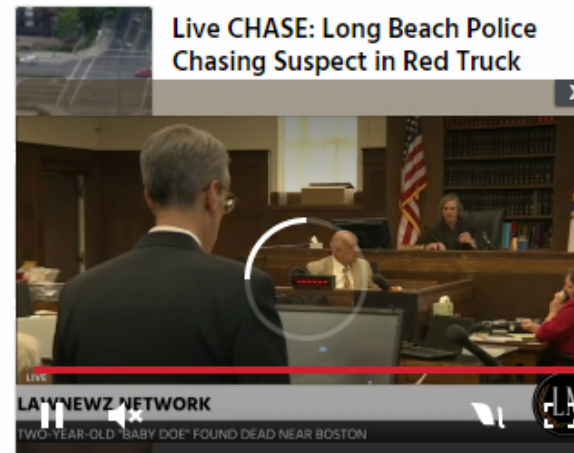 Live CHASE: Long Beach Police
Chasing Suspect in Red Truck
LIVE
LAWNEWZ NETWORK
TWO-YEAR-OLD "BABY DOE" FOUND DEAD NEAR BOSTON